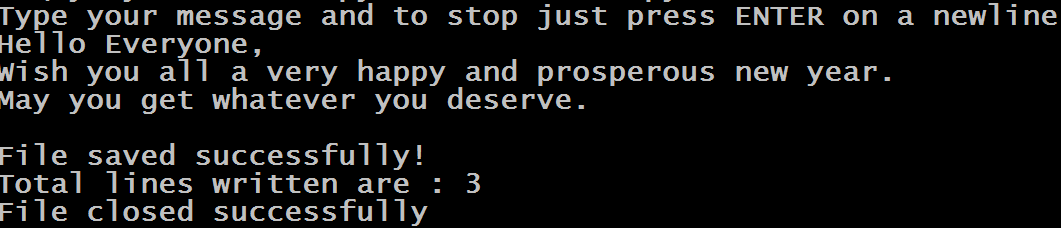 Type your message and to stop just press ENTER on a newline
Hello Everyone,
Wish you all a very happy and prosperous new year.
May you get whatever you deserve.
File saved successfully!
Total lines written are : 3
File closed successfully